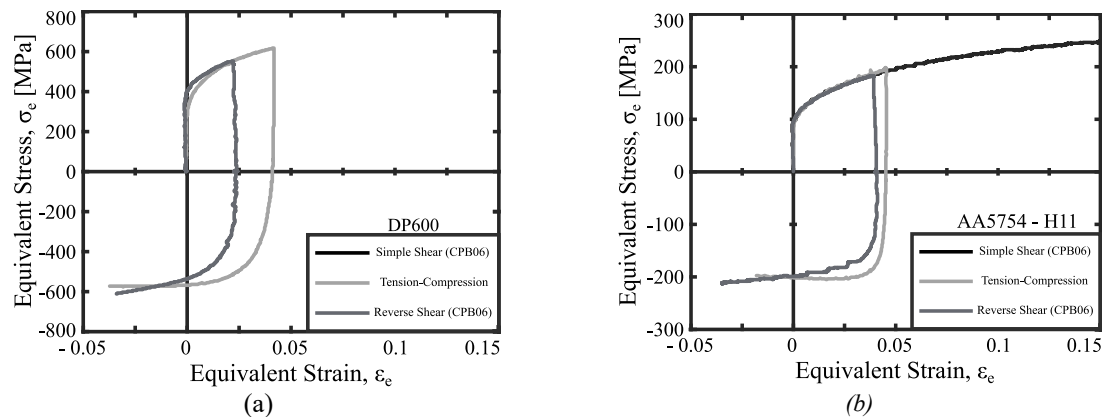 Equivalent Stress, σe [MPa]
800
600
400
200
0
-200
-400
-600
-800
DP600
Simple Shear (CPB06)
Tension-Compression
Reverse Shear (CPB06)
- 0.05
0
0.05
0.10
0.15
Equivalent Strain, εe
(a)
Equivalent Stress, σe [MPa]
300
200
100
0
-100
-200
-300
AA5754 - H11
Simple Shear (CPB06)
Tension-Compression
Reverse Shear (CPB06)
-0.05
0
0.05
0.10
0.15
Equivalent Strain, εe
(b)